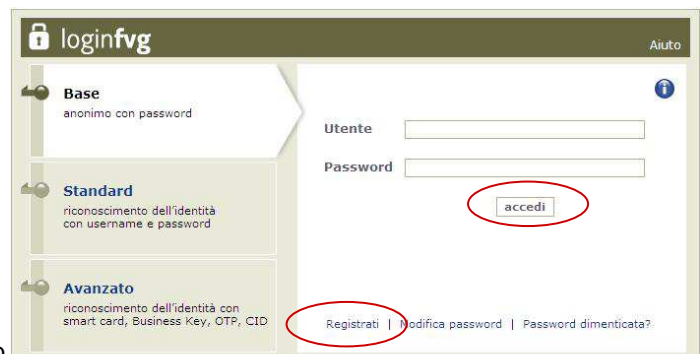 loginfvg
Aiuto
Base
anonimo con password
Standard
riconoscimento dell'identità
con username e password
Avanzato
riconoscimento dell'identità con
smart card, Business Key, OTP, CID
Utente
Password
accedi
Registrati | Modifica password | Password dimenticata?